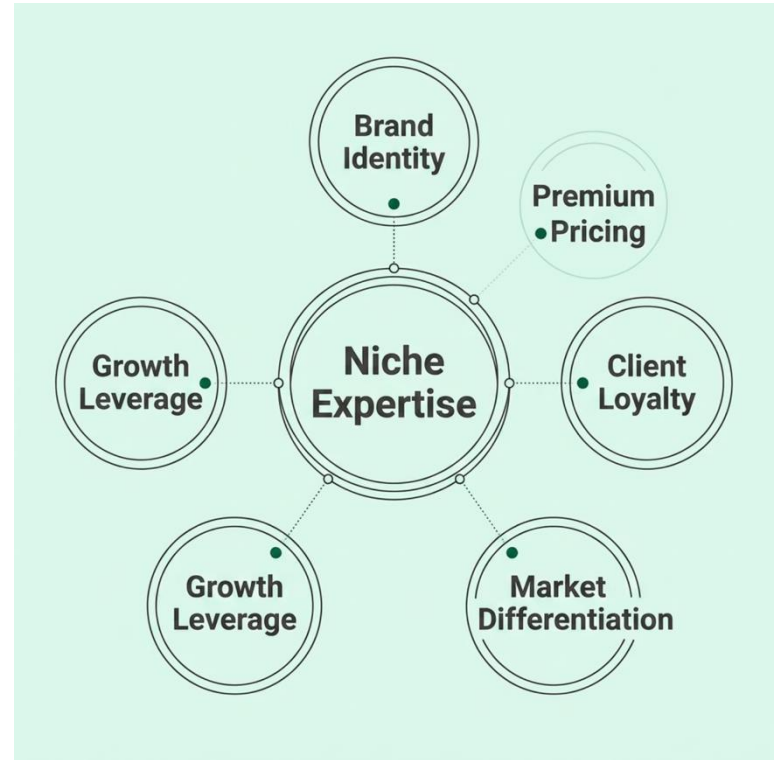 Brand
Identity
Premium
Pricing
Growth
Leverage
Niche
Expertise
Client
Loyalty
Growth
Leverage
Market
Differentiation